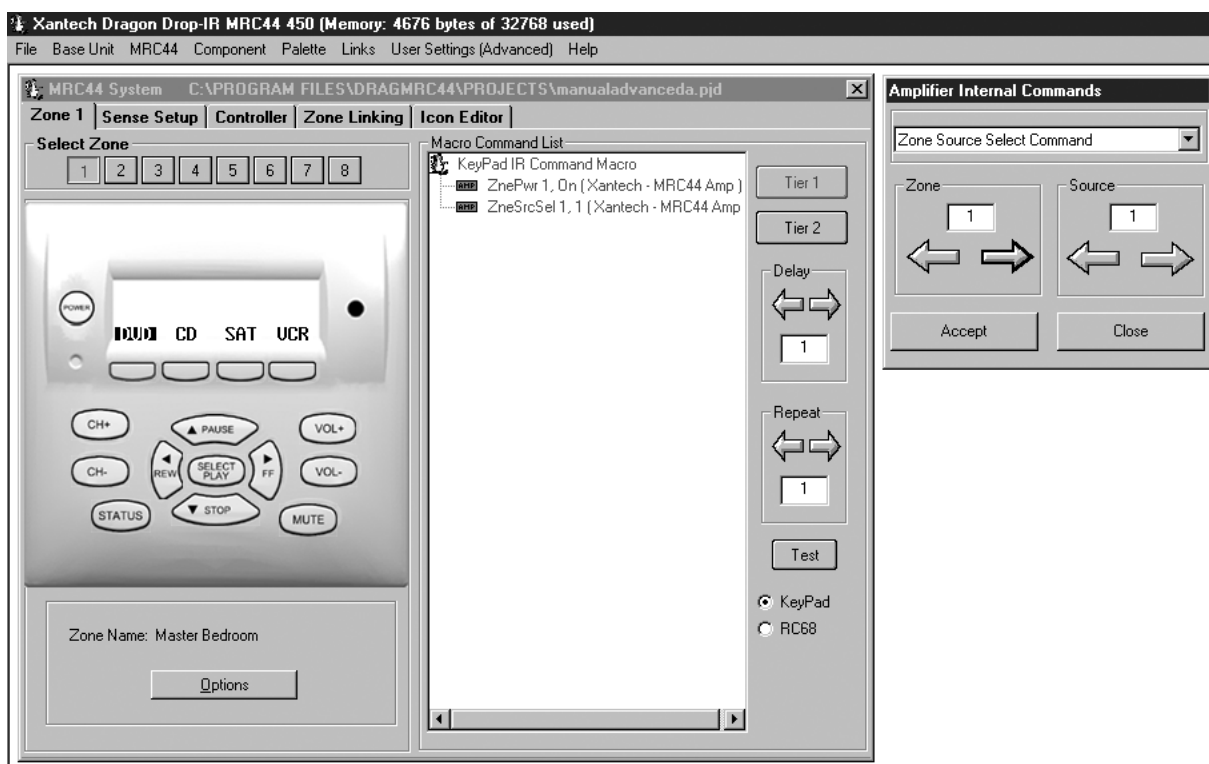 Xantech Dragon Drop-IR MRC44 450 (Memory: 4676 bytes of 32768 used)
File Base Unit MRC44 Component Palette Links User Settings (Advanced) Help
MRC44 System C:\PROGRAM FILES\DRAGMRC44\PROJECTS\manualadvanceda.pjd
Zone 1 Sense Setup Controller Zone Linking Icon Editor
Select Zone
1 2 3 4 5 6 7 8
POWER
DVD CD SAT VCR
CH+ PAUSE VOL+
CH- REW SELECT PLAY FF VOL-
STATUS STOP MUTE
Zone Name: Master Bedroom
Options
Macro Command List
KeyPad IR Command Macro
AMP ZnePwr 1, On ( Xantech - MRC44 Amp )
AMP ZneSrcSel 1, 1 ( Xantech - MRC44 Amp
Tier 1
Tier 2
Delay
1
Repeat
1
Test
KeyPad
RC68
Amplifier Internal Commands
Zone Source Select Command
Zone Source
1 1
Accept Close